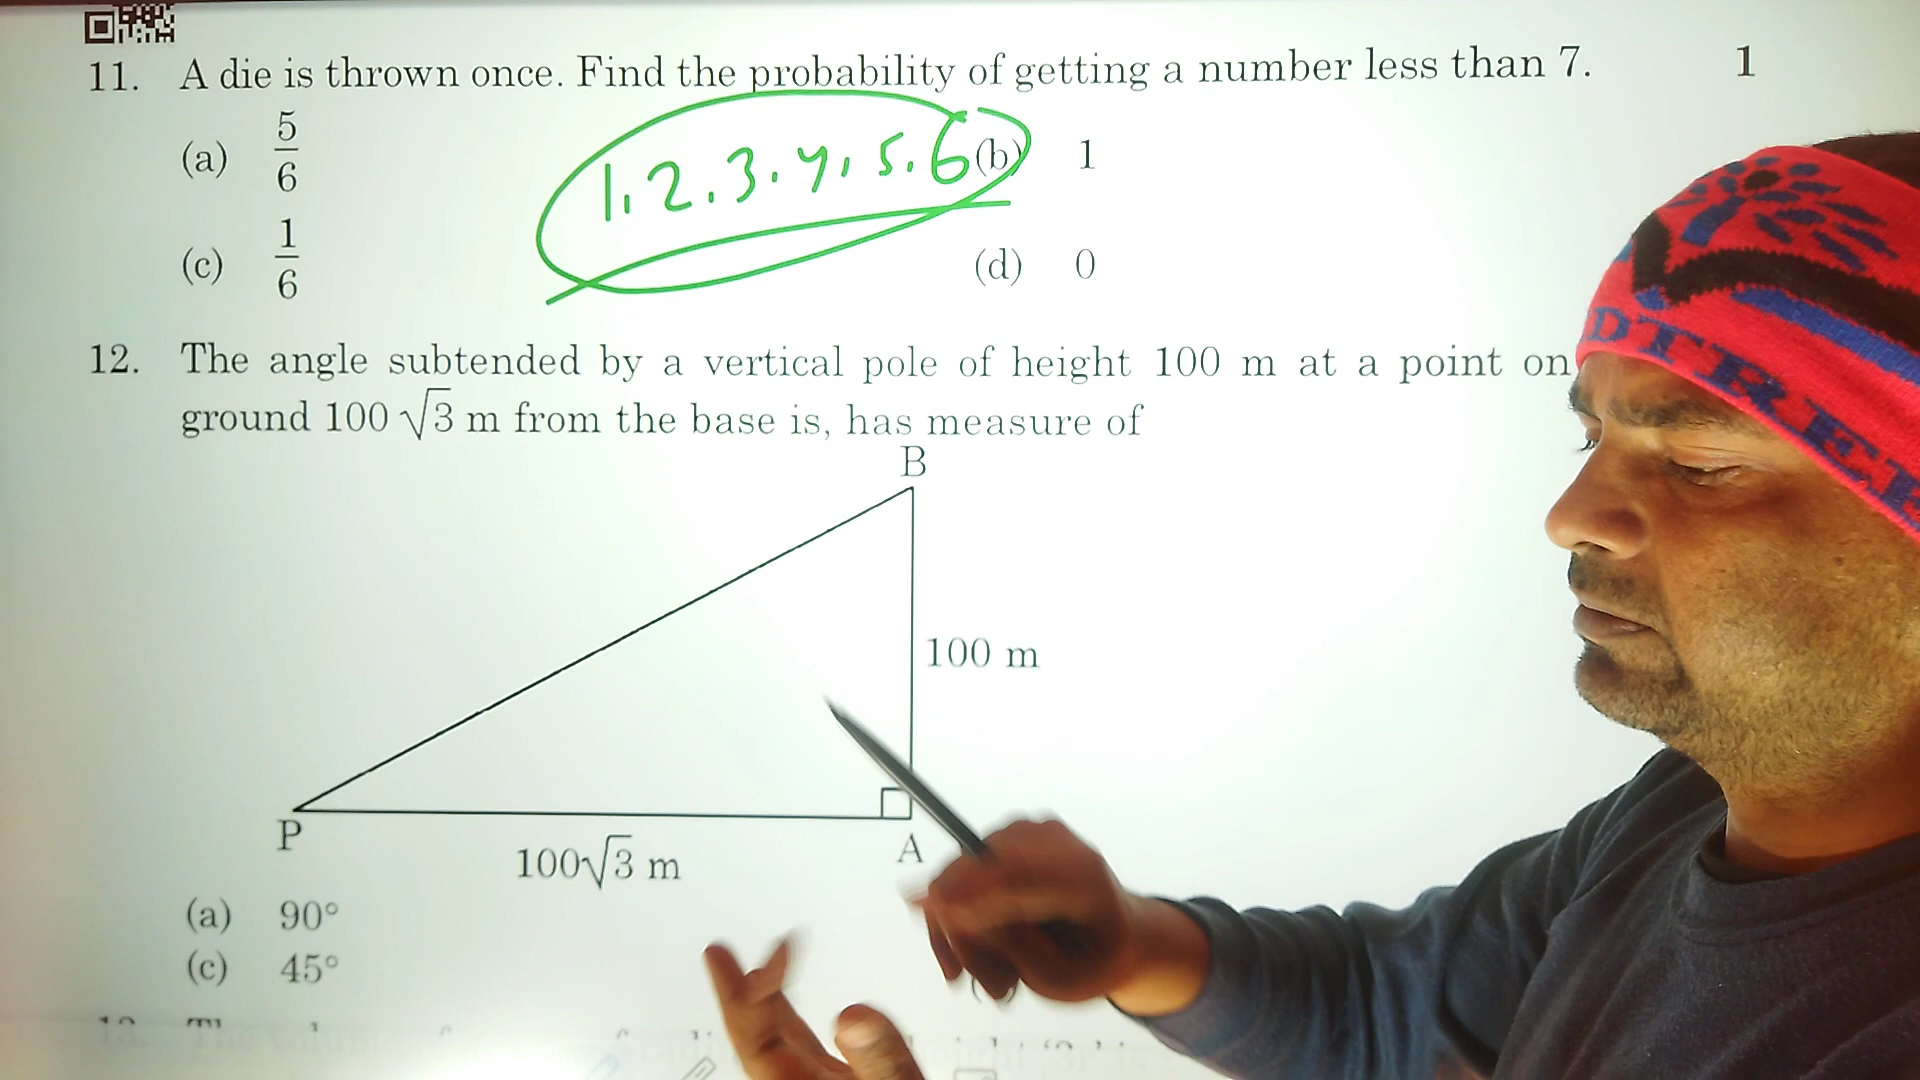 11. A die is thrown once. Find the probability of getting a number less than 7. 1
(a) 5/6
1, 2, 3, 4, 5, 6
(b) 1
(c) 1/6
(d) 0
12. The angle subtended by a vertical pole of height 100 m at a point on
ground 100 √3 m from the base is, has measure of
B
100 m
P
A
100√3 m
(a) 90°
(c) 45°